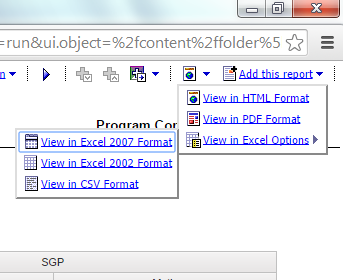 =run&ui.object=%2fcontent%2ffolder%5
Add this report
View in HTML Format
View in PDF Format
View in Excel Options
View in Excel 2007 Format
View in Excel 2002 Format
View in CSV Format
Program
SGP